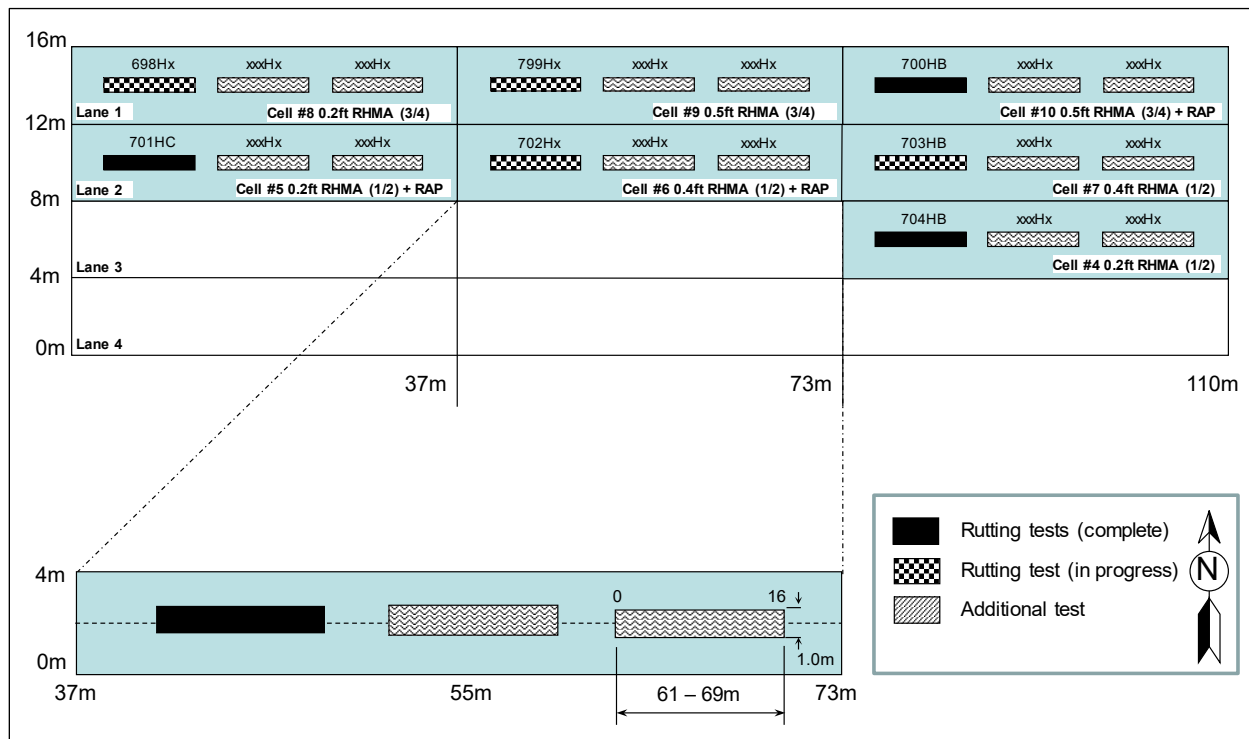 16m
698Hx xxxHx xxxHx 799Hx xxxHx xxxHx 700HB xxxHx xxxHx
Lane 1 Cell #8 0.2ft RHMA (3/4) Cell #9 0.5ft RHMA (3/4) Cell #10 0.5ft RHMA (3/4) + RAP
12m
701HC xxxHx xxxHx 702Hx xxxHx xxxHx 703HB xxxHx xxxHx
Lane 2 Cell #5 0.2ft RHMA (1/2) + RAP Cell #6 0.4ft RHMA (1/2) + RAP Cell #7 0.4ft RHMA (1/2)
8m
704HB xxxHx xxxHx
Lane 3 Cell #4 0.2ft RHMA (1/2)
4m
0m Lane 4
37m 73m 110m
Rutting tests (complete)
Rutting test (in progress)
Additional test
N
4m
0 16
0m 1.0m
37m 55m 61 – 69m 73m